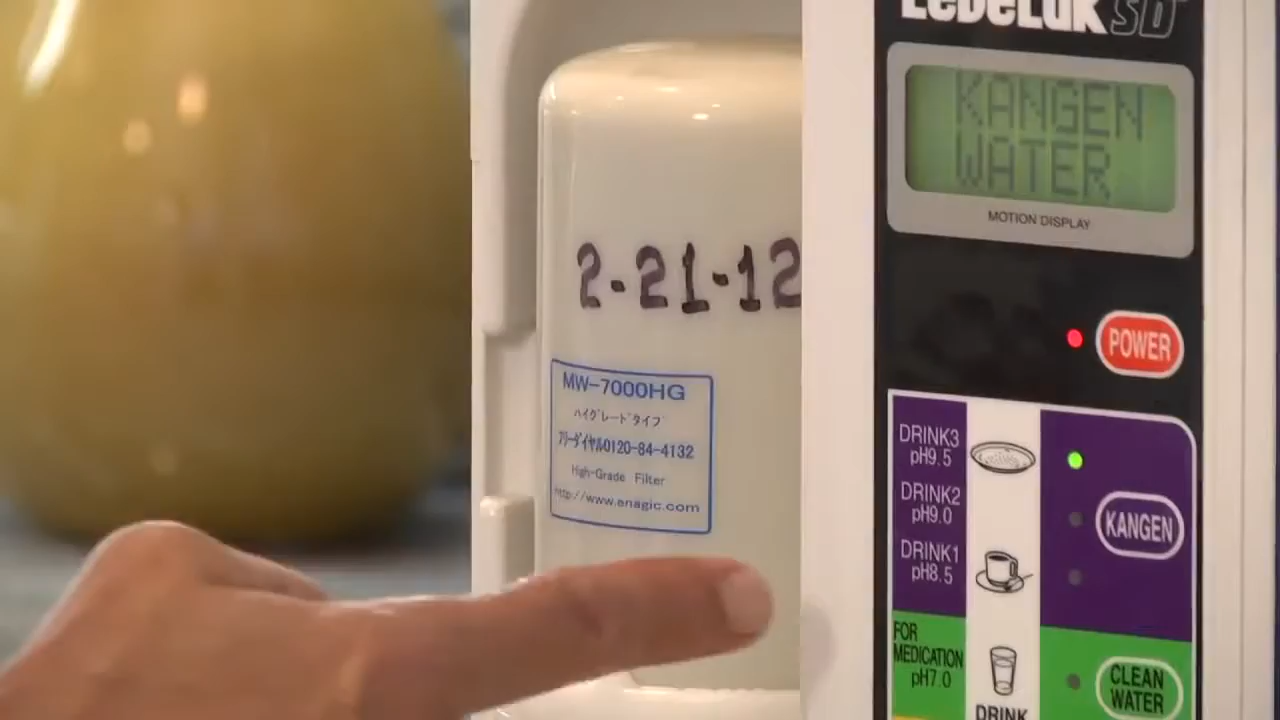 LeveLuk SD
KANGEN
WATER
MOTION DISPLAY
2-21-12
POWER
MW-7000HG
ハイグレードタイプ
フリーダイヤル0120-84-4132
High-Grade Filter
http://www.enagic.com
DRINK3
pH9.5
DRINK2
pH9.0
KANGEN
DRINK1
pH8.5
FOR
MEDICATION
pH7.0
CLEAN
WATER
DRINK